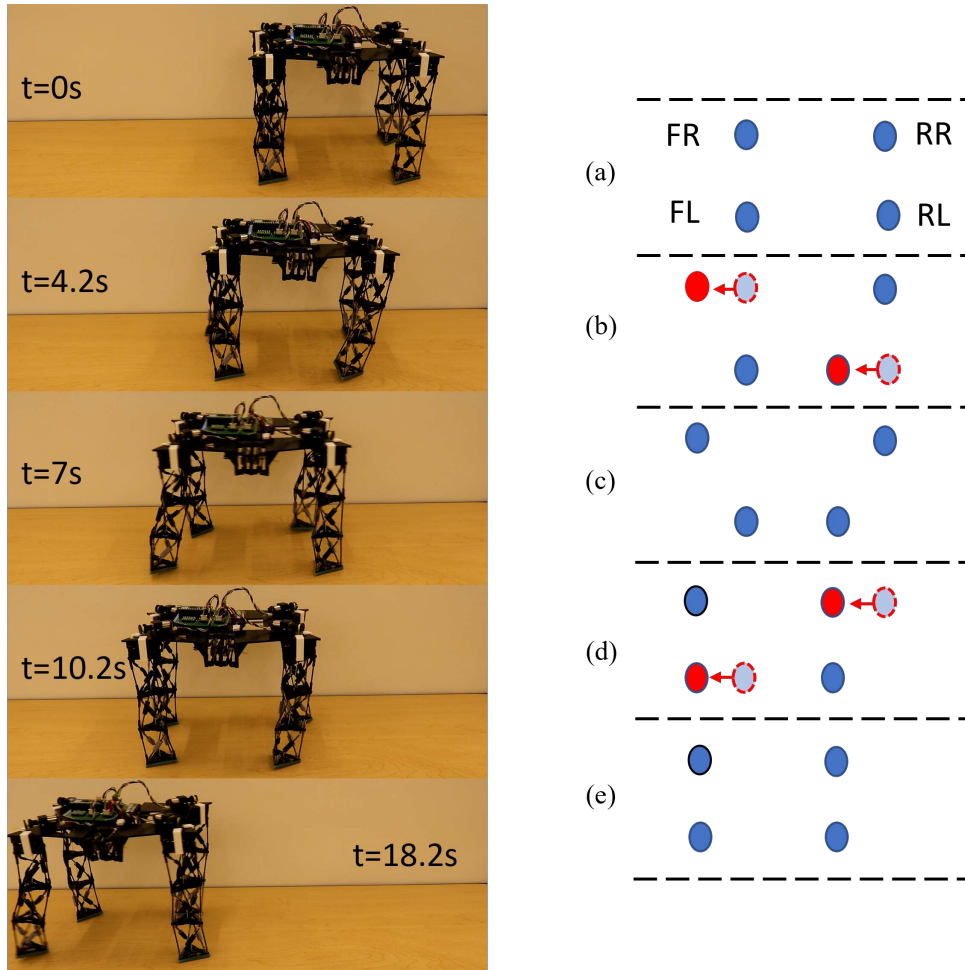 t=0s
t=4.2s
t=7s
t=10.2s
t=18.2s
FR RR
(a)
FL RL
(b)
(c)
(d)
(e)